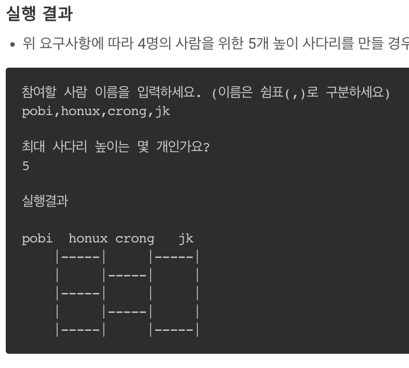 실행 결과
• 위 요구사항에 따라 4명의 사람을 위한 5개 높이 사다리를 만들 경우
참여할 사람 이름을 입력하세요. (이름은 쉼표(,)로 구분하세요)
pobi,honux,crong,jk
최대 사다리 높이는 몇 개인가요?
5
실행결과
pobi  honux crong   jk
    |-----|     |-----|
    |     |-----|     |
    |-----|     |     |
    |     |-----|     |
    |-----|     |-----|